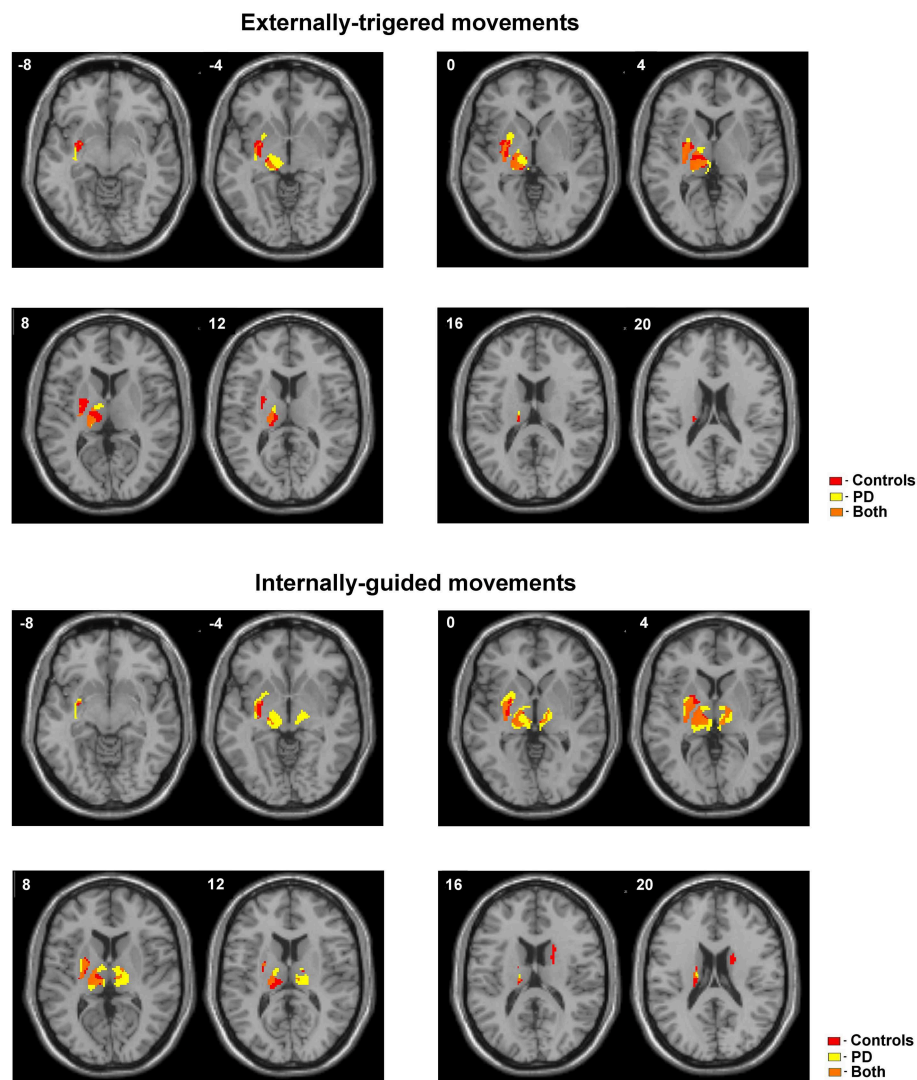 Externally-trigered movements
-8 -4 0 4
8 12 16 20
- Controls
- PD
- Both
Internally-guided movements
-8 -4 0 4
8 12 16 20
- Controls
- PD
- Both